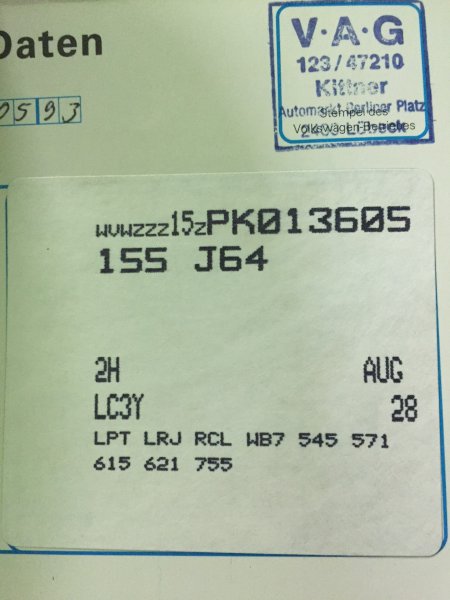 Daten
0593
V·A·G
123/47210
Kittner
Automarkt Berliner Platz
Stempel des
Volkswagen-Betriebes
WVWZZZ15ZPK013605
155 J64
2H AUG
LC3Y 28
LPT LRJ RCL WB7 545 571
615 621 755